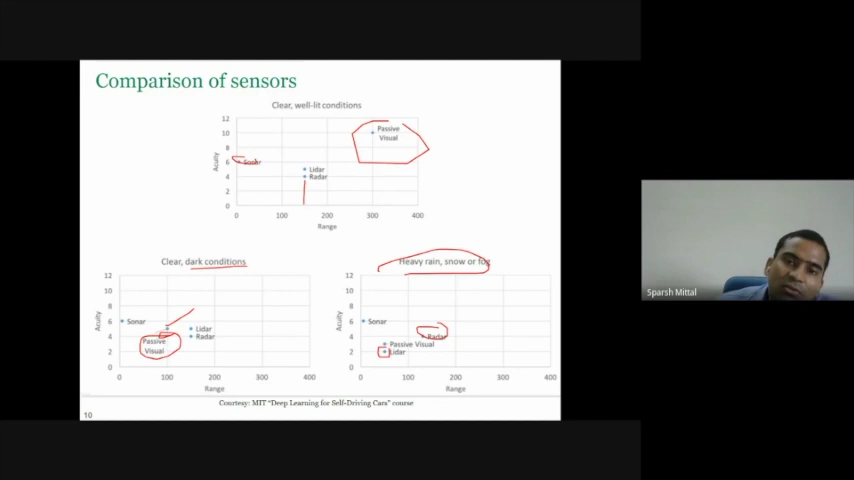 Comparison of sensors
Clear, well-lit conditions
12
10
8
6
4
2
0
Acuity
Passive
Visual
Sonar
Lidar
Radar
0 100 200 300 400
Range
Clear, dark conditions
12
10
8
6
4
2
0
Acuity
Sonar
Lidar
Radar
Passive
Visual
0 100 200 300 400
Range
Heavy rain, snow or fog
12
10
8
6
4
2
0
Acuity
Sonar
Radar
Passive Visual
Lidar
0 100 200 300 400
Range
Courtesy: MIT "Deep Learning for Self-Driving Cars" course
10
Sparsh Mittal